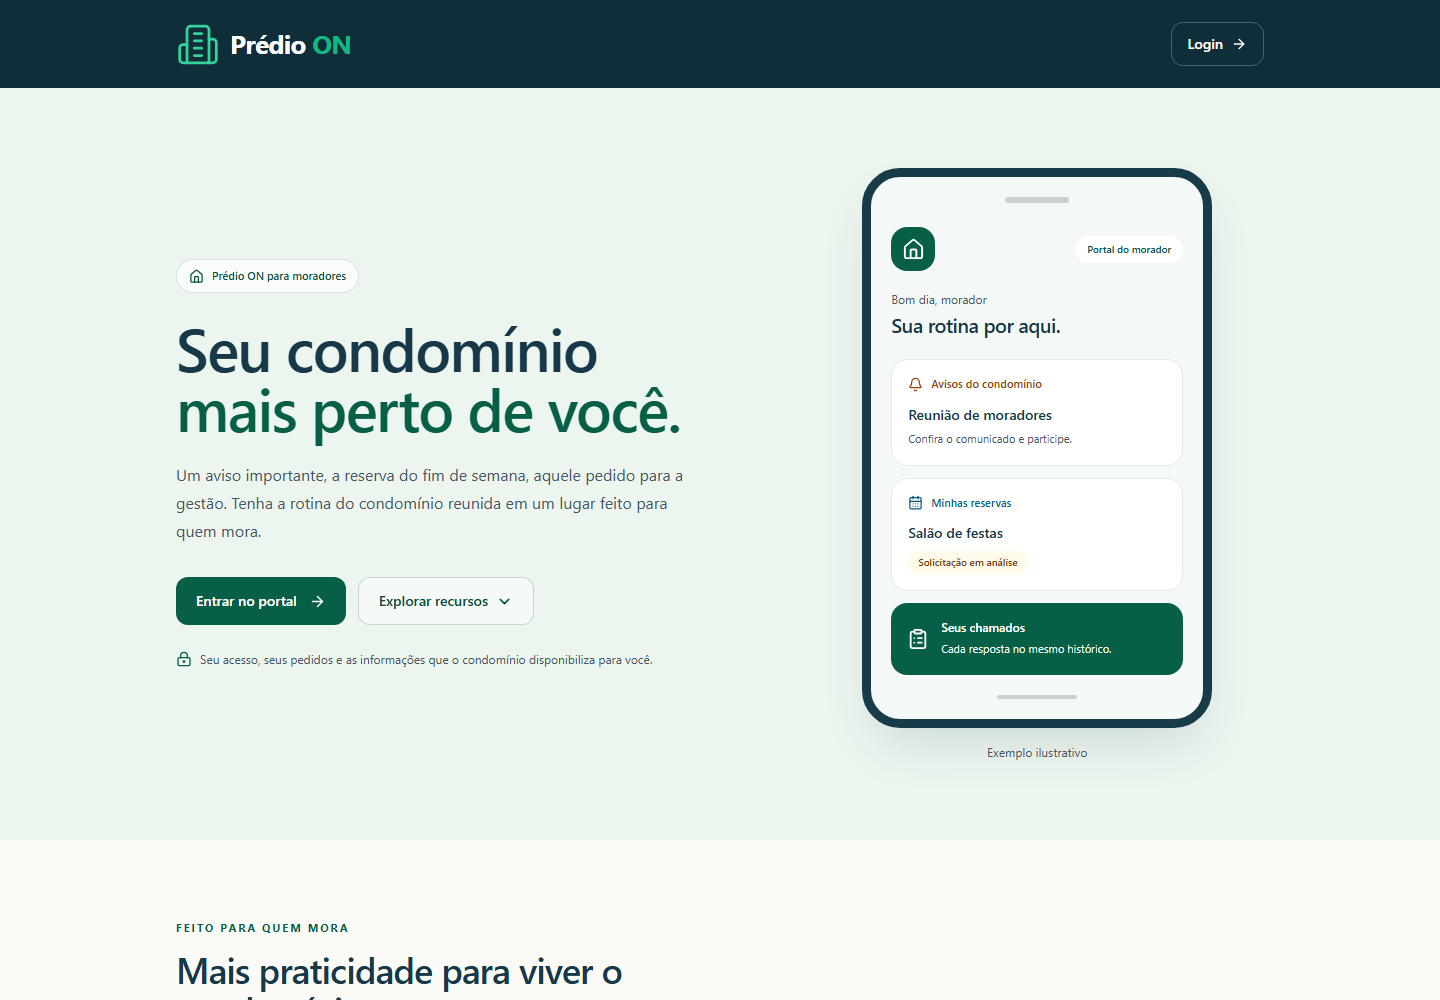 Prédio ON
Login
Prédio ON para moradores
Seu condomínio
mais perto de você.
Um aviso importante, a reserva do fim de semana, aquele pedido para a
gestão. Tenha a rotina do condomínio reunida em um lugar feito para
quem mora.
Entrar no portal
Explorar recursos
Seu acesso, seus pedidos e as informações que o condomínio disponibiliza para você.
Portal do morador
Bom dia, morador
Sua rotina por aqui.
Avisos do condomínio
Reunião de moradores
Confira o comunicado e participe.
Minhas reservas
Salão de festas
Solicitação em análise
Seus chamados
Cada resposta no mesmo histórico.
Exemplo ilustrativo
FEITO PARA QUEM MORA
Mais praticidade para viver o